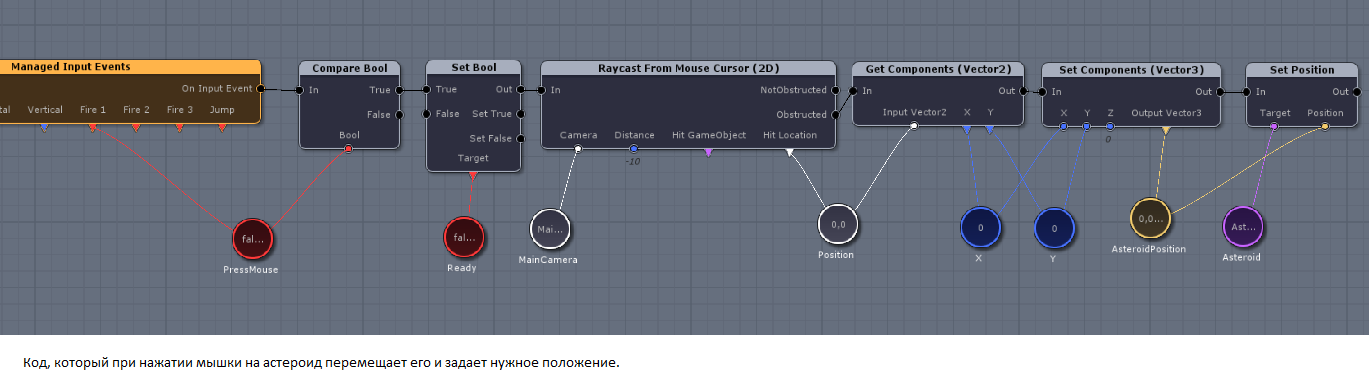 Managed Input Events
On Input Event
tal Vertical Fire 1 Fire 2 Fire 3 Jump
Compare Bool
In True
False
Bool
Set Bool
True Out
False Set True
Set False
Target
Raycast From Mouse Cursor (2D)
In NotObstructed
Obstructed
Camera Distance Hit GameObject Hit Location
-10
Get Components (Vector2)
In Out
Input Vector2 X Y
Set Components (Vector3)
In Out
X Y Z Output Vector3
0
Set Position
In Out
Target Position
fal...
PressMouse
fal...
Ready
Mai...
MainCamera
0,0
Position
0
X
0
Y
0,0...
AsteroidPosition
Ast...
Asteroid
Код, который при нажатии мышки на астероид перемещает его и задает нужное положение.